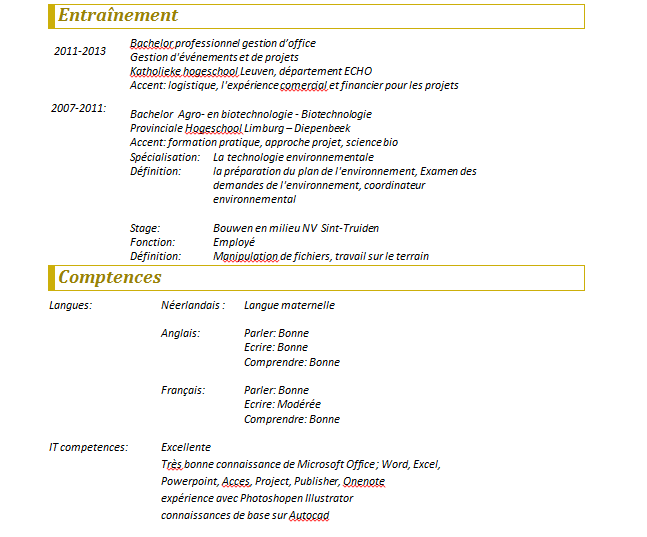 Entraînement
2011-2013 Bachelor professionnel gestion d'office
Gestion d'événements et de projets
Katholieke hogeschool Leuven, département ECHO
Accent: logistique, l'expérience comercial et financier pour les projets
2007-2011: Bachelor Agro- en biotechnologie - Biotechnologie
Provinciale Hogeschool Limburg – Diepenbeek
Accent: formation pratique, approche projet, science bio
Spécialisation: La technologie environnementale
Définition: la préparation du plan de l'environnement, Examen des
demandes de l'environnement, coordinateur
environnemental
Stage: Bouwen en milieu NV Sint-Truiden
Fonction: Employé
Définition: Manipulation de fichiers, travail sur le terrain
Comptences
Langues: Néerlandais : Langue maternelle
Anglais: Parler: Bonne
Ecrire: Bonne
Comprendre: Bonne
Français: Parler: Bonne
Ecrire: Modérée
Comprendre: Bonne
IT competences: Excellente
Très bonne connaissance de Microsoft Office ; Word, Excel,
Powerpoint, Acces, Project, Publisher, Onenote
expérience avec Photoshopen Illustrator
connaissances de base sur Autocad